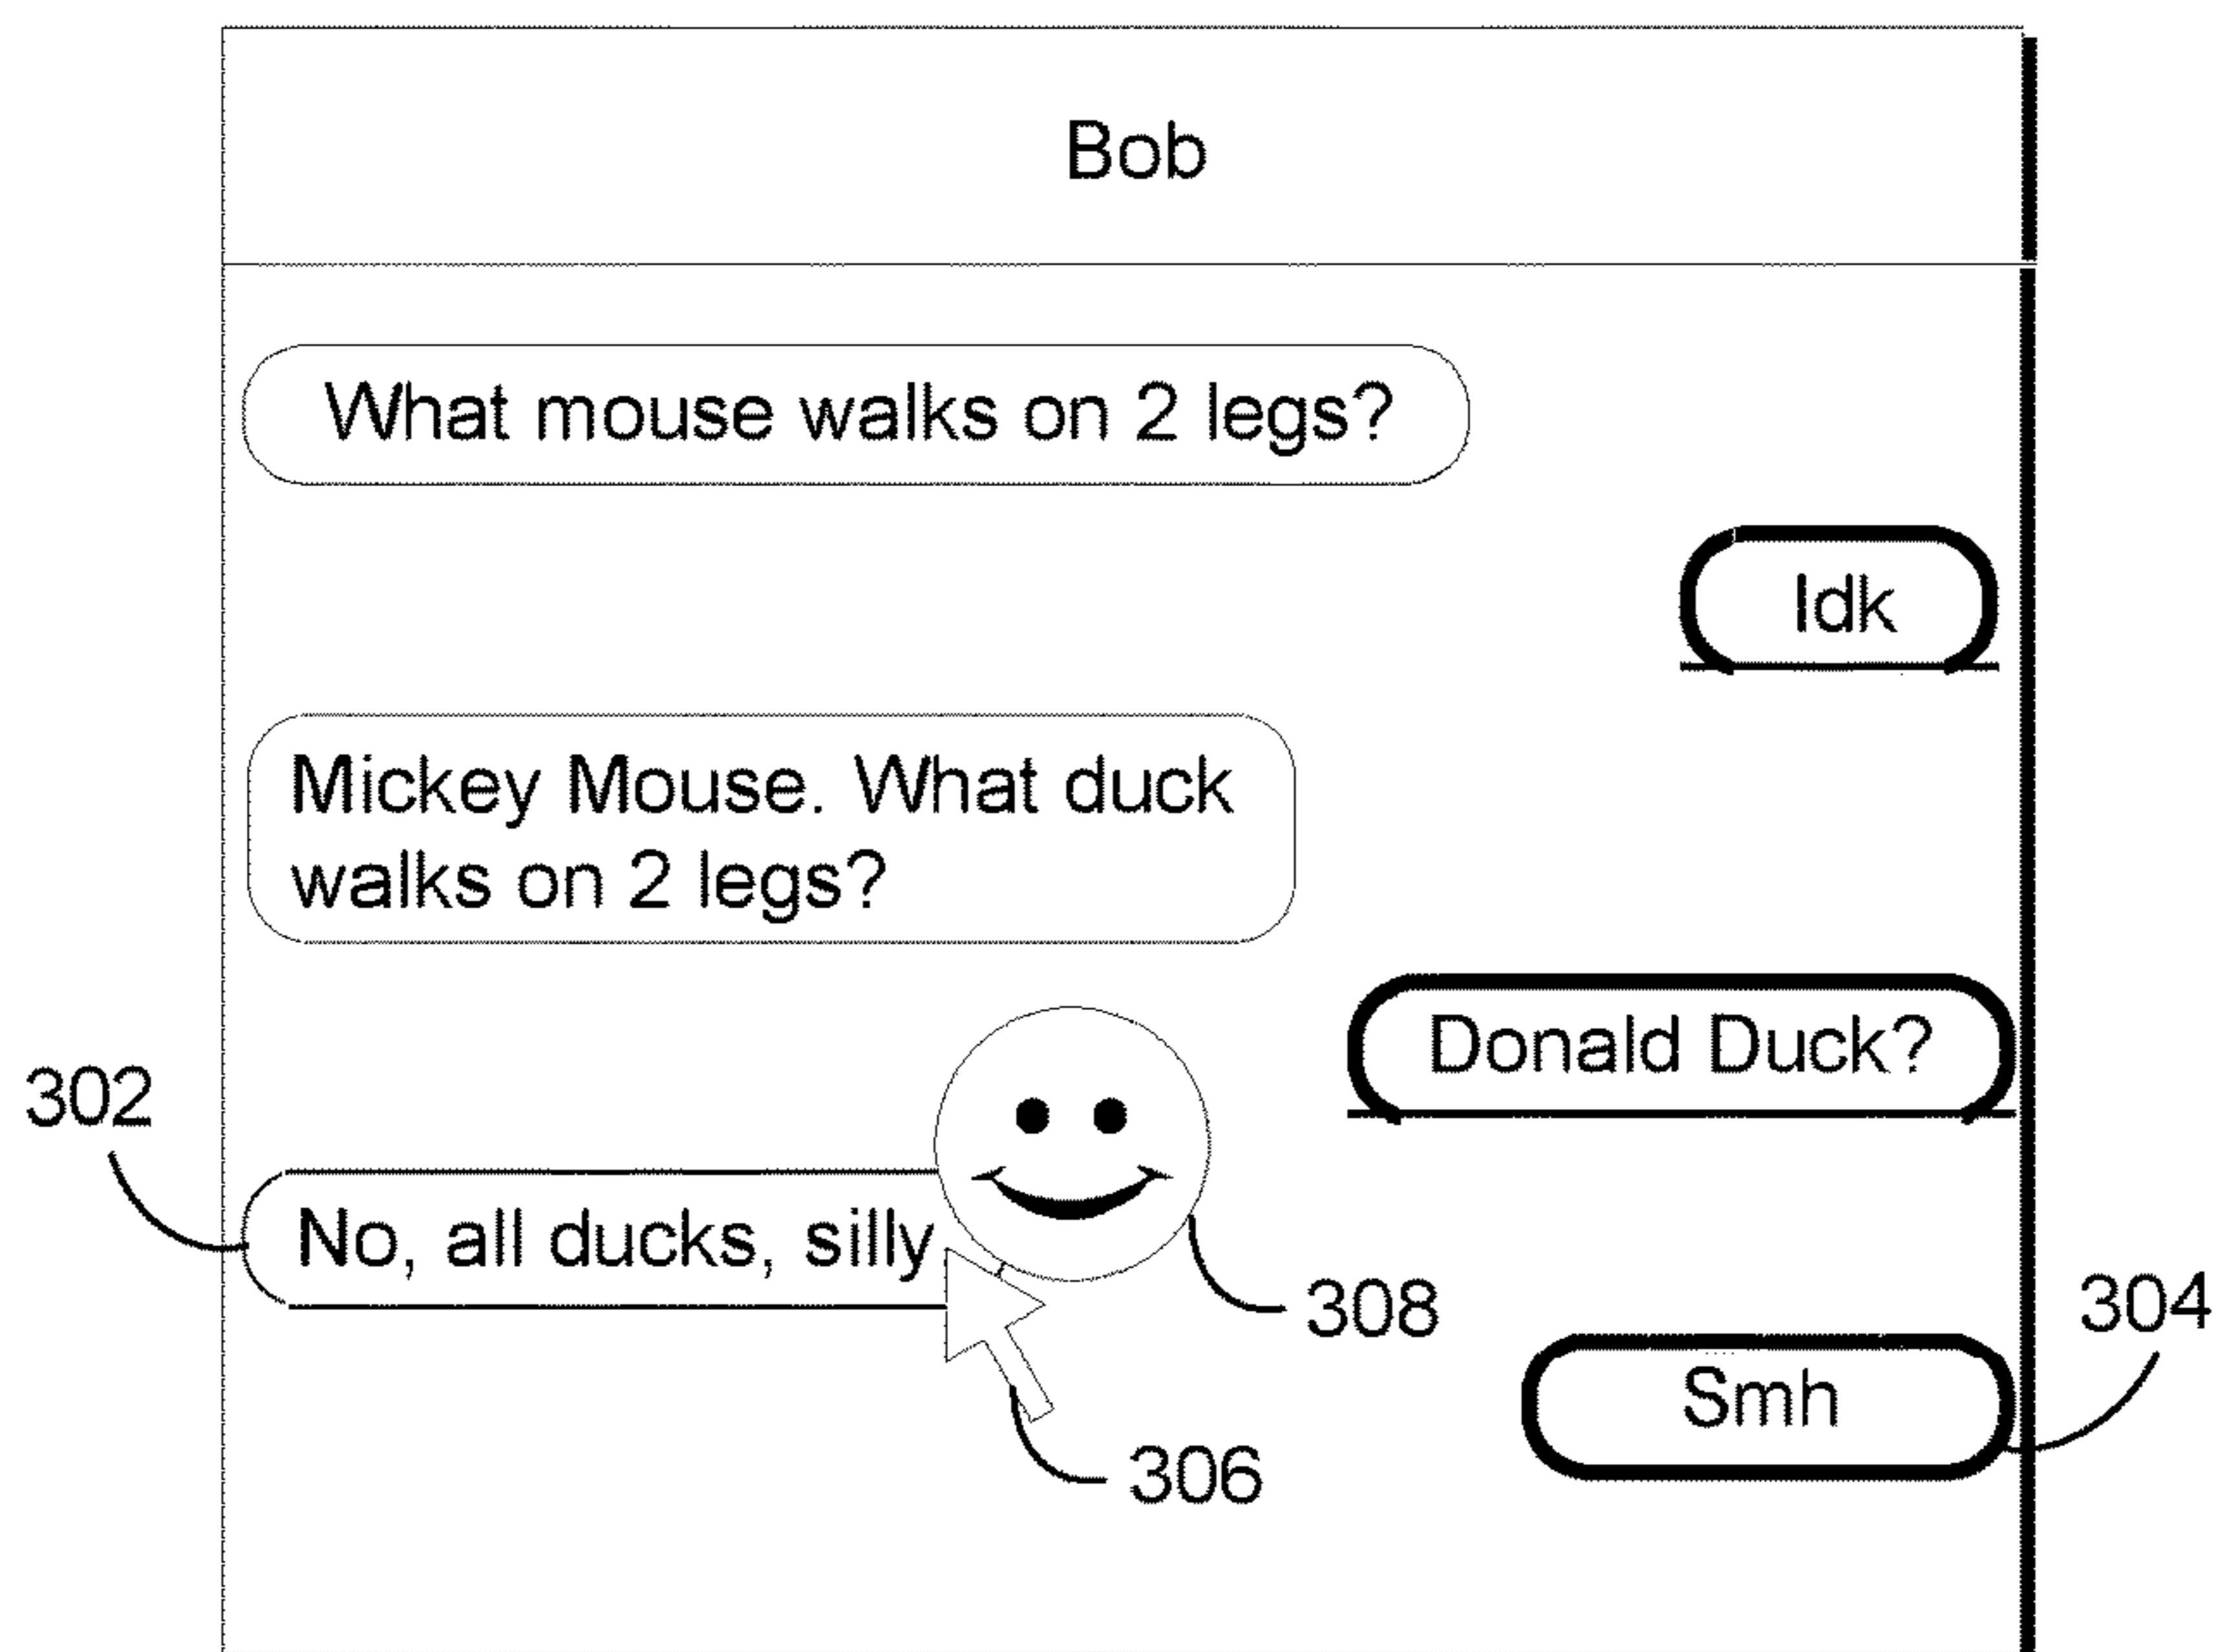 Bob
What mouse walks on 2 legs?
Idk
Mickey Mouse. What duck
walks on 2 legs?
Donald Duck?
302
No, all ducks, silly
308
304
Smh
306